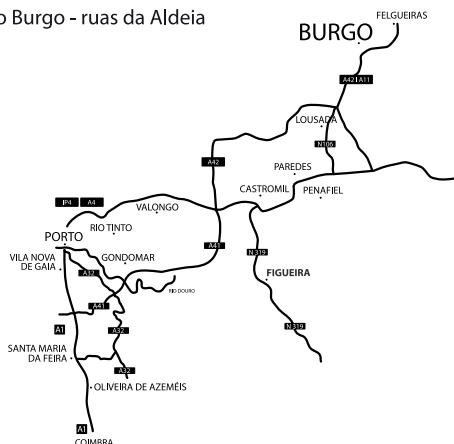 o Burgo - ruas da Aldeia
FELGUEIRAS
BURGO
A42 | A11
LOUSADA
N106
A42
PAREDES
CASTROMIL
PENAFIEL
IP4
A4
VALONGO
RIO TINTO
PORTO
A41
N 319
VILA NOVA
DE GAIA
GONDOMAR
A32
FIGUEIRA
RIO DOURO
A41
N 319
A1
A32
SANTA MARIA
DA FEIRA
A32
OLIVEIRA DE AZEMÉIS
A1
COIMBRA